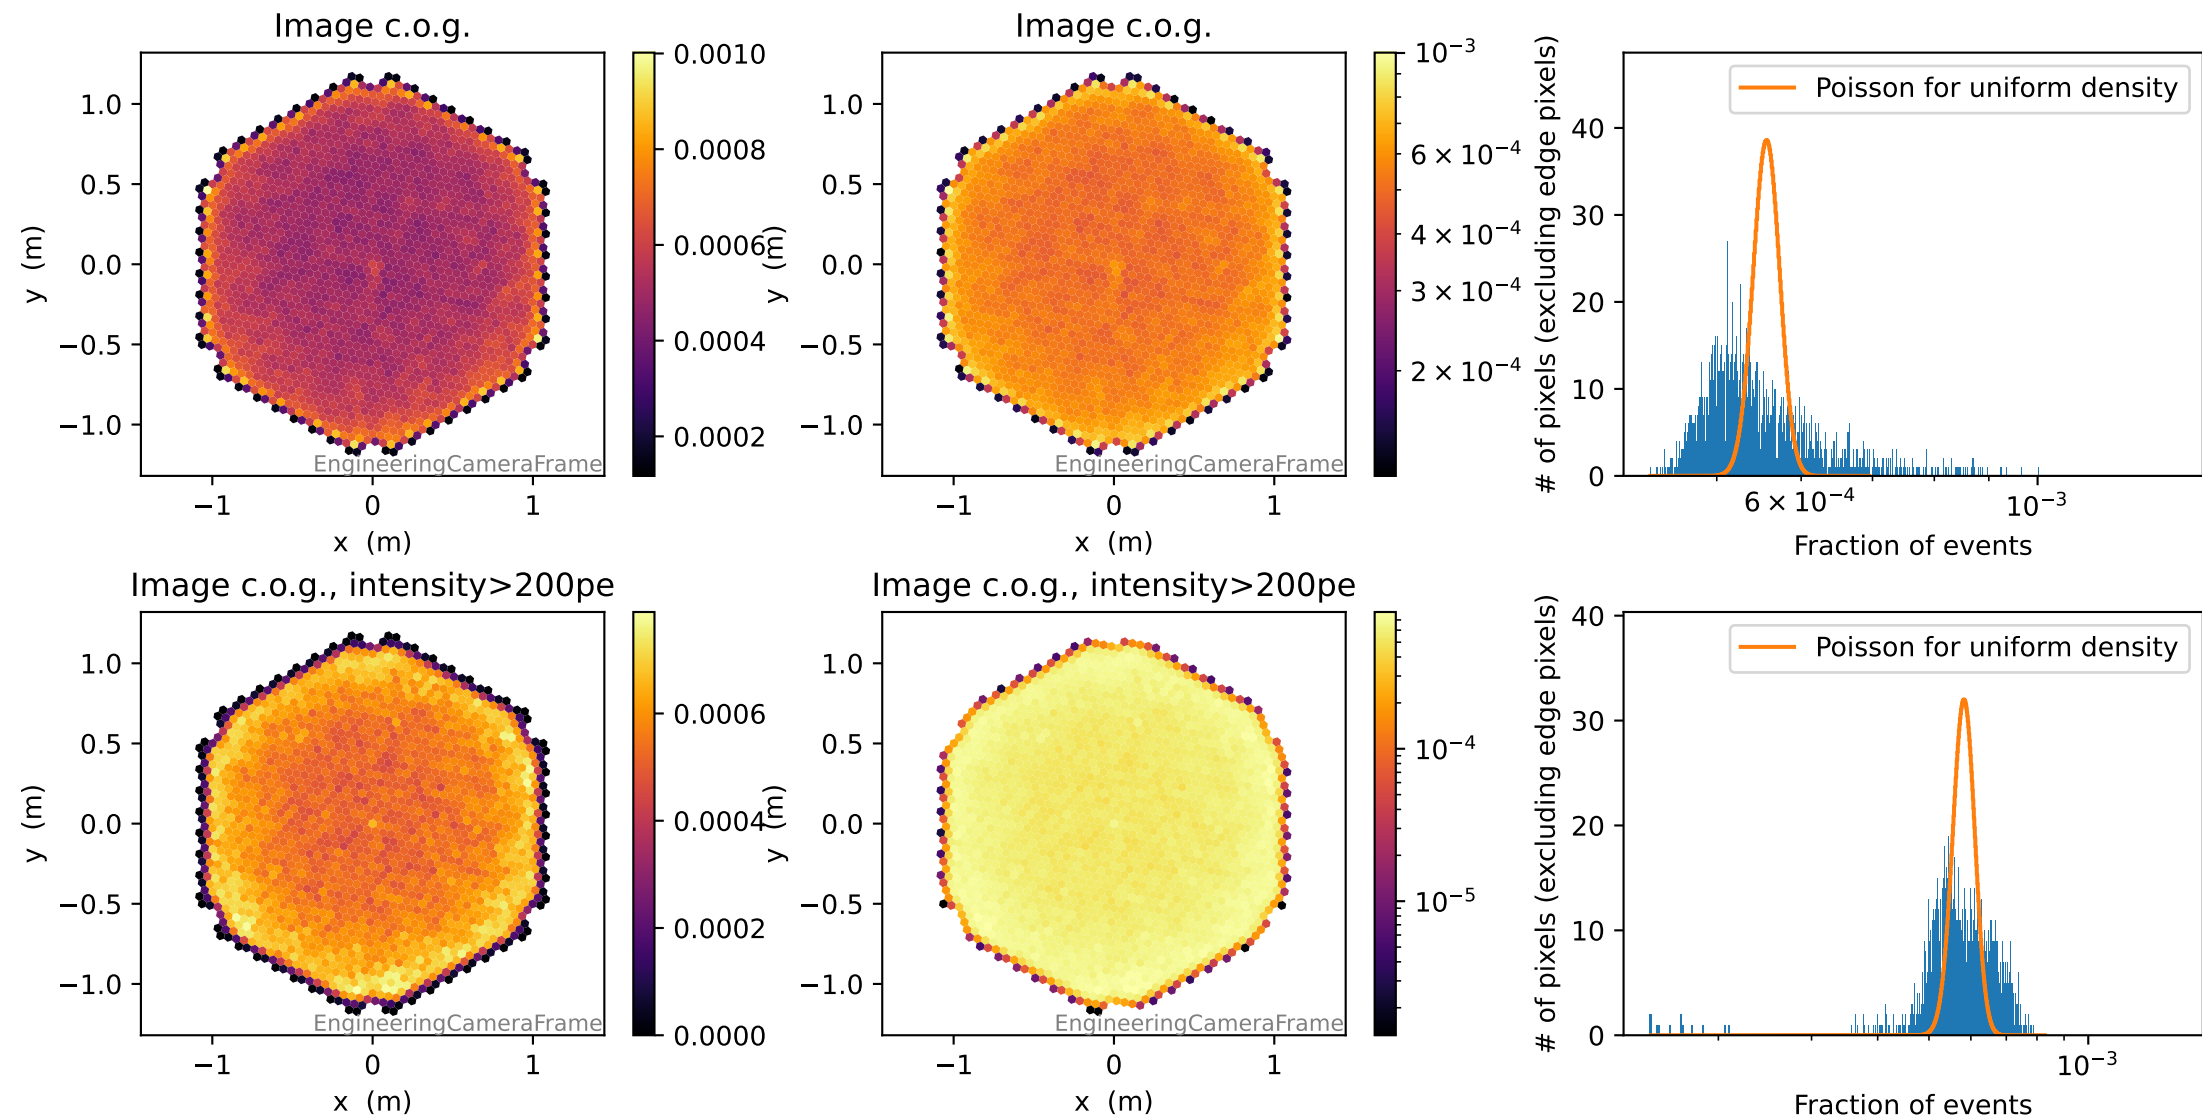 Image c.o.g.
1.0
0.5
0.0
−0.5
−1.0
y (m)
−1 0 1
x (m)
EngineeringCameraFrame
0.0010
0.0008
0.0006
0.0004
0.0002
Image c.o.g.
1.0
0.5
0.0
−0.5
−1.0
y (m)
−1 0 1
x (m)
EngineeringCameraFrame
10⁻³
6 × 10⁻⁴
4 × 10⁻⁴
3 × 10⁻⁴
2 × 10⁻⁴
# of pixels (excluding edge pixels)
40
30
20
10
0
Poisson for uniform density
6 × 10⁻⁴ 10⁻³
Fraction of events
Image c.o.g., intensity>200pe
1.0
0.5
0.0
−0.5
−1.0
y (m)
−1 0 1
x (m)
EngineeringCameraFrame
0.0006
0.0004
0.0002
0.0000
Image c.o.g., intensity>200pe
1.0
0.5
0.0
−0.5
−1.0
y (m)
−1 0 1
x (m)
EngineeringCameraFrame
10⁻⁴
10⁻⁵
# of pixels (excluding edge pixels)
40
30
20
10
0
Poisson for uniform density
10⁻³
Fraction of events